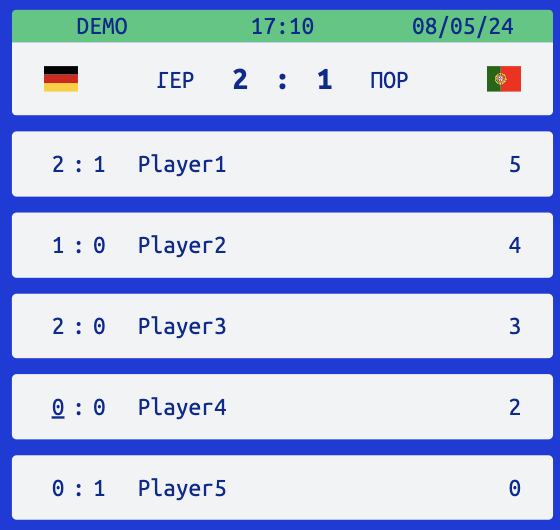 DEMO 17:10 08/05/24
ГЕР 2 : 1 ПОР
2 : 1 Player1 5
1 : 0 Player2 4
2 : 0 Player3 3
0 : 0 Player4 2
0 : 1 Player5 0